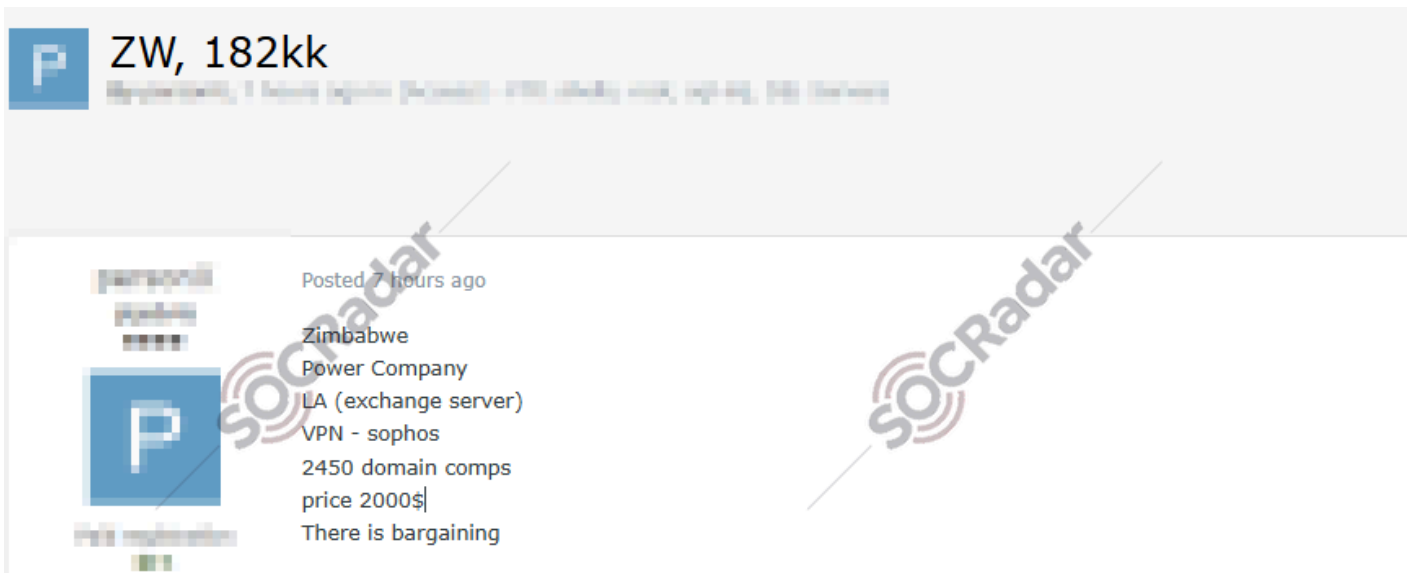 P
ZW, 182kk
Posted 7 hours ago
Zimbabwe
Power Company
LA (exchange server)
VPN - sophos
2450 domain comps
price 2000$
There is bargaining
P
SOCRadar
SOCRadar